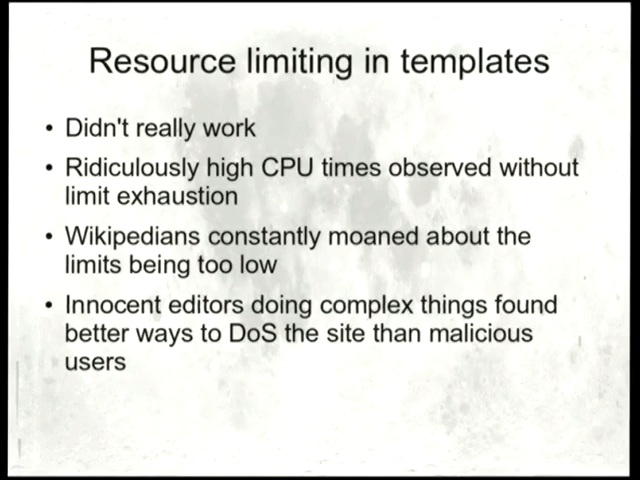 Resource limiting in templates
• Didn't really work
• Ridiculously high CPU times observed without
limit exhaustion
• Wikipedians constantly moaned about the
limits being too low
• Innocent editors doing complex things found
better ways to DoS the site than malicious
users